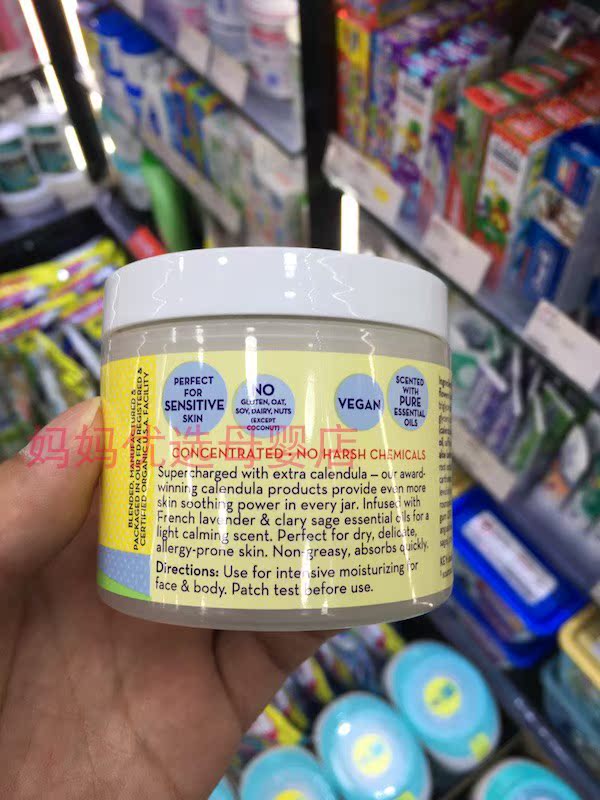 PERFECT
FOR
SENSITIVE
SKIN
NO
GLUTEN, OAT,
SOY, DAIRY, NUTS
(EXCEPT
COCONUT)
VEGAN
SCENTED
WITH
PURE
ESSENTIAL
OILS
BLENDED, MANUFACTURED &
PACKAGED IN OUR FDA REGISTERED &
CERTIFIED ORGANIC U.S.A. FACILITY
妈妈优选母婴店
CONCENTRATED • NO HARSH CHEMICALS
Supercharged with extra calendula – our award-
winning calendula products provide even more
skin soothing power in every jar. Infused with
French lavender & clary sage essential oils for a
light calming scent. Perfect for dry, delicate,
allergy-prone skin. Non-greasy, absorbs quickly.
Directions: Use for intensive moisturizing for
face & body. Patch test before use.